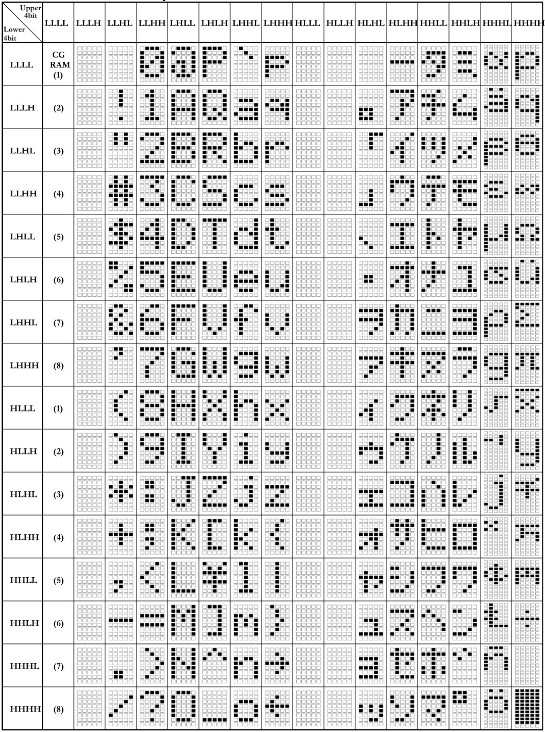 Upper 4bit
Lower 4bit
LLLL LLLH LLHL LLHH LHLL LHLH LHHL LHHH HLLL HLLH HLHL HLHH HHLL HHLH HHHL HHHH
LLLL CG RAM (1) 0 @ P ` p ー タ ミ α p
LLLH (2) ! 1 A Q a q 。 ア チ ム ä q
LLHL (3) " 2 B R b r 「 イ ツ メ β θ
LLHH (4) # 3 C S c s 」 ウ テ モ ε ∞
LHLL (5) $ 4 D T d t 、 エ ト ヤ μ Ω
LHLH (6) % 5 E U e u ・ オ ナ ユ σ ü
LHHL (7) & 6 F V f v ヲ カ ニ ヨ ρ Σ
LHHH (8) ' 7 G W g w ァ キ ヌ ラ g π
HLLL (1) ( 8 H X h x ィ ク ネ リ √ x̄
HLLH (2) ) 9 I Y i y ゥ ケ ノ ル ⁻¹ y
HLHL (3) * : J Z j z ェ コ ハ レ j 千
HLHH (4) + ; K [ k { ォ サ ヒ ロ ˣ 万
HHLL (5) , < L ¥ l | ャ シ フ ワ ¢ 円
HHLH (6) - = M ] m } ュ ス ヘ ン £ ÷
HHHL (7) . > N ^ n → ョ セ ホ ゛ ñ
HHHH (8) / ? O _ o ← ッ ソ マ ゜ ö █